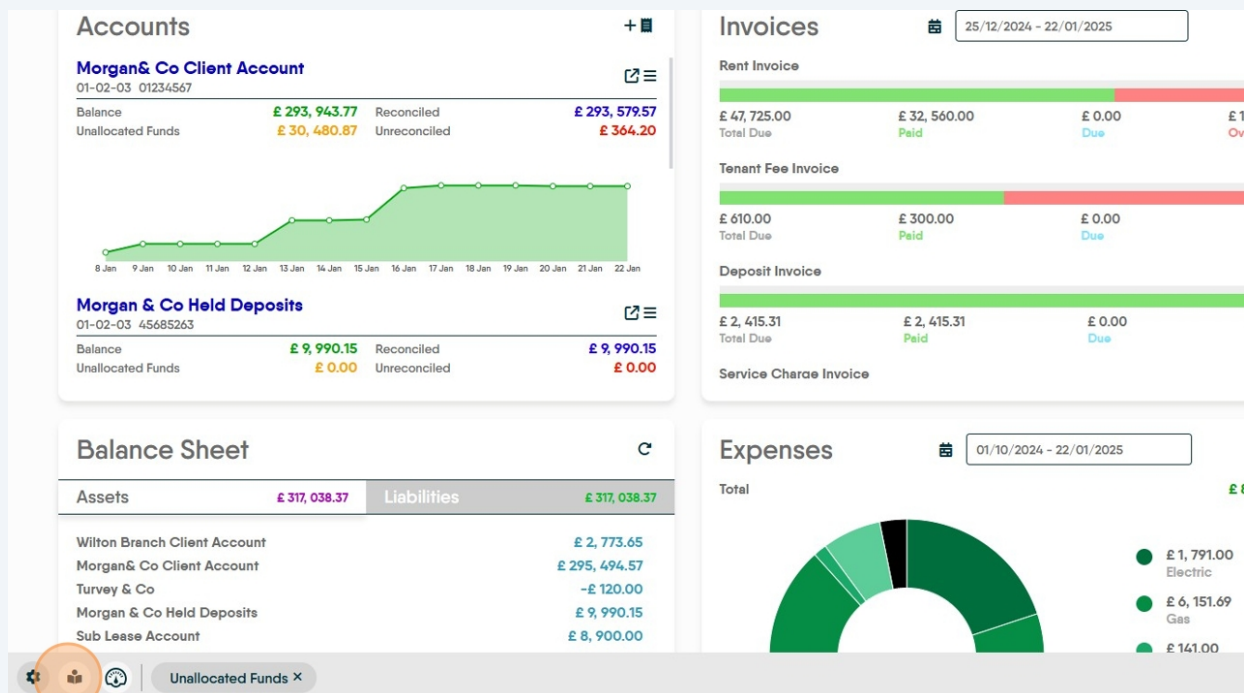 Accounts
Morgan& Co Client Account
01-02-03 01234567
Balance £ 293, 943.77 Reconciled £ 293, 579.57
Unallocated Funds £ 30, 480.87 Unreconciled £ 364.20
8 Jan 9 Jan 10 Jan 11 Jan 12 Jan 13 Jan 14 Jan 15 Jan 16 Jan 17 Jan 18 Jan 19 Jan 20 Jan 21 Jan 22 Jan
Morgan & Co Held Deposits
01-02-03 45685263
Balance £ 9, 990.15 Reconciled £ 9, 990.15
Unallocated Funds £ 0.00 Unreconciled £ 0.00
Invoices 25/12/2024 - 22/01/2025
Rent Invoice
£ 47, 725.00 £ 32, 560.00 £ 0.00
Total Due Paid Due
Tenant Fee Invoice
£ 610.00 £ 300.00 £ 0.00
Total Due Paid Due
Deposit Invoice
£ 2, 415.31 £ 2, 415.31 £ 0.00
Total Due Paid Due
Service Charge Invoice
Balance Sheet
Assets £ 317, 038.37 Liabilities £ 317, 038.37
Wilton Branch Client Account £ 2, 773.65
Morgan& Co Client Account £ 295, 494.57
Turvey & Co -£ 120.00
Morgan & Co Held Deposits £ 9, 990.15
Sub Lease Account £ 8, 900.00
Expenses 01/10/2024 - 22/01/2025
Total
£ 1, 791.00
Electric
£ 6, 151.69
Gas
£ 141.00
Unallocated Funds ×